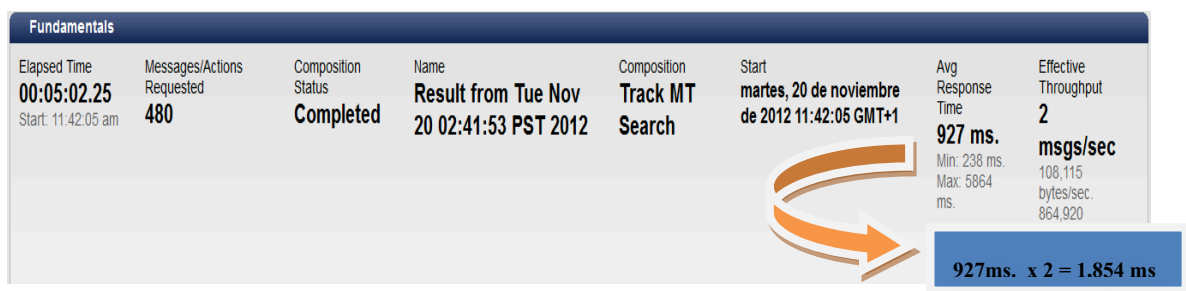 Fundamentals
Elapsed Time
00:05:02.25
Start: 11:42:05 am
Messages/Actions
Requested
480
Composition
Status
Completed
Name
Result from Tue Nov
20 02:41:53 PST 2012
Composition
Track MT
Search
Start
martes, 20 de noviembre
de 2012 11:42:05 GMT+1
Avg
Response
Time
927 ms.
Min: 238 ms.
Max: 5864
ms.
Effective
Throughput
2
msgs/sec
108,115
bytes/sec.
864,920
927ms. x 2 = 1.854 ms